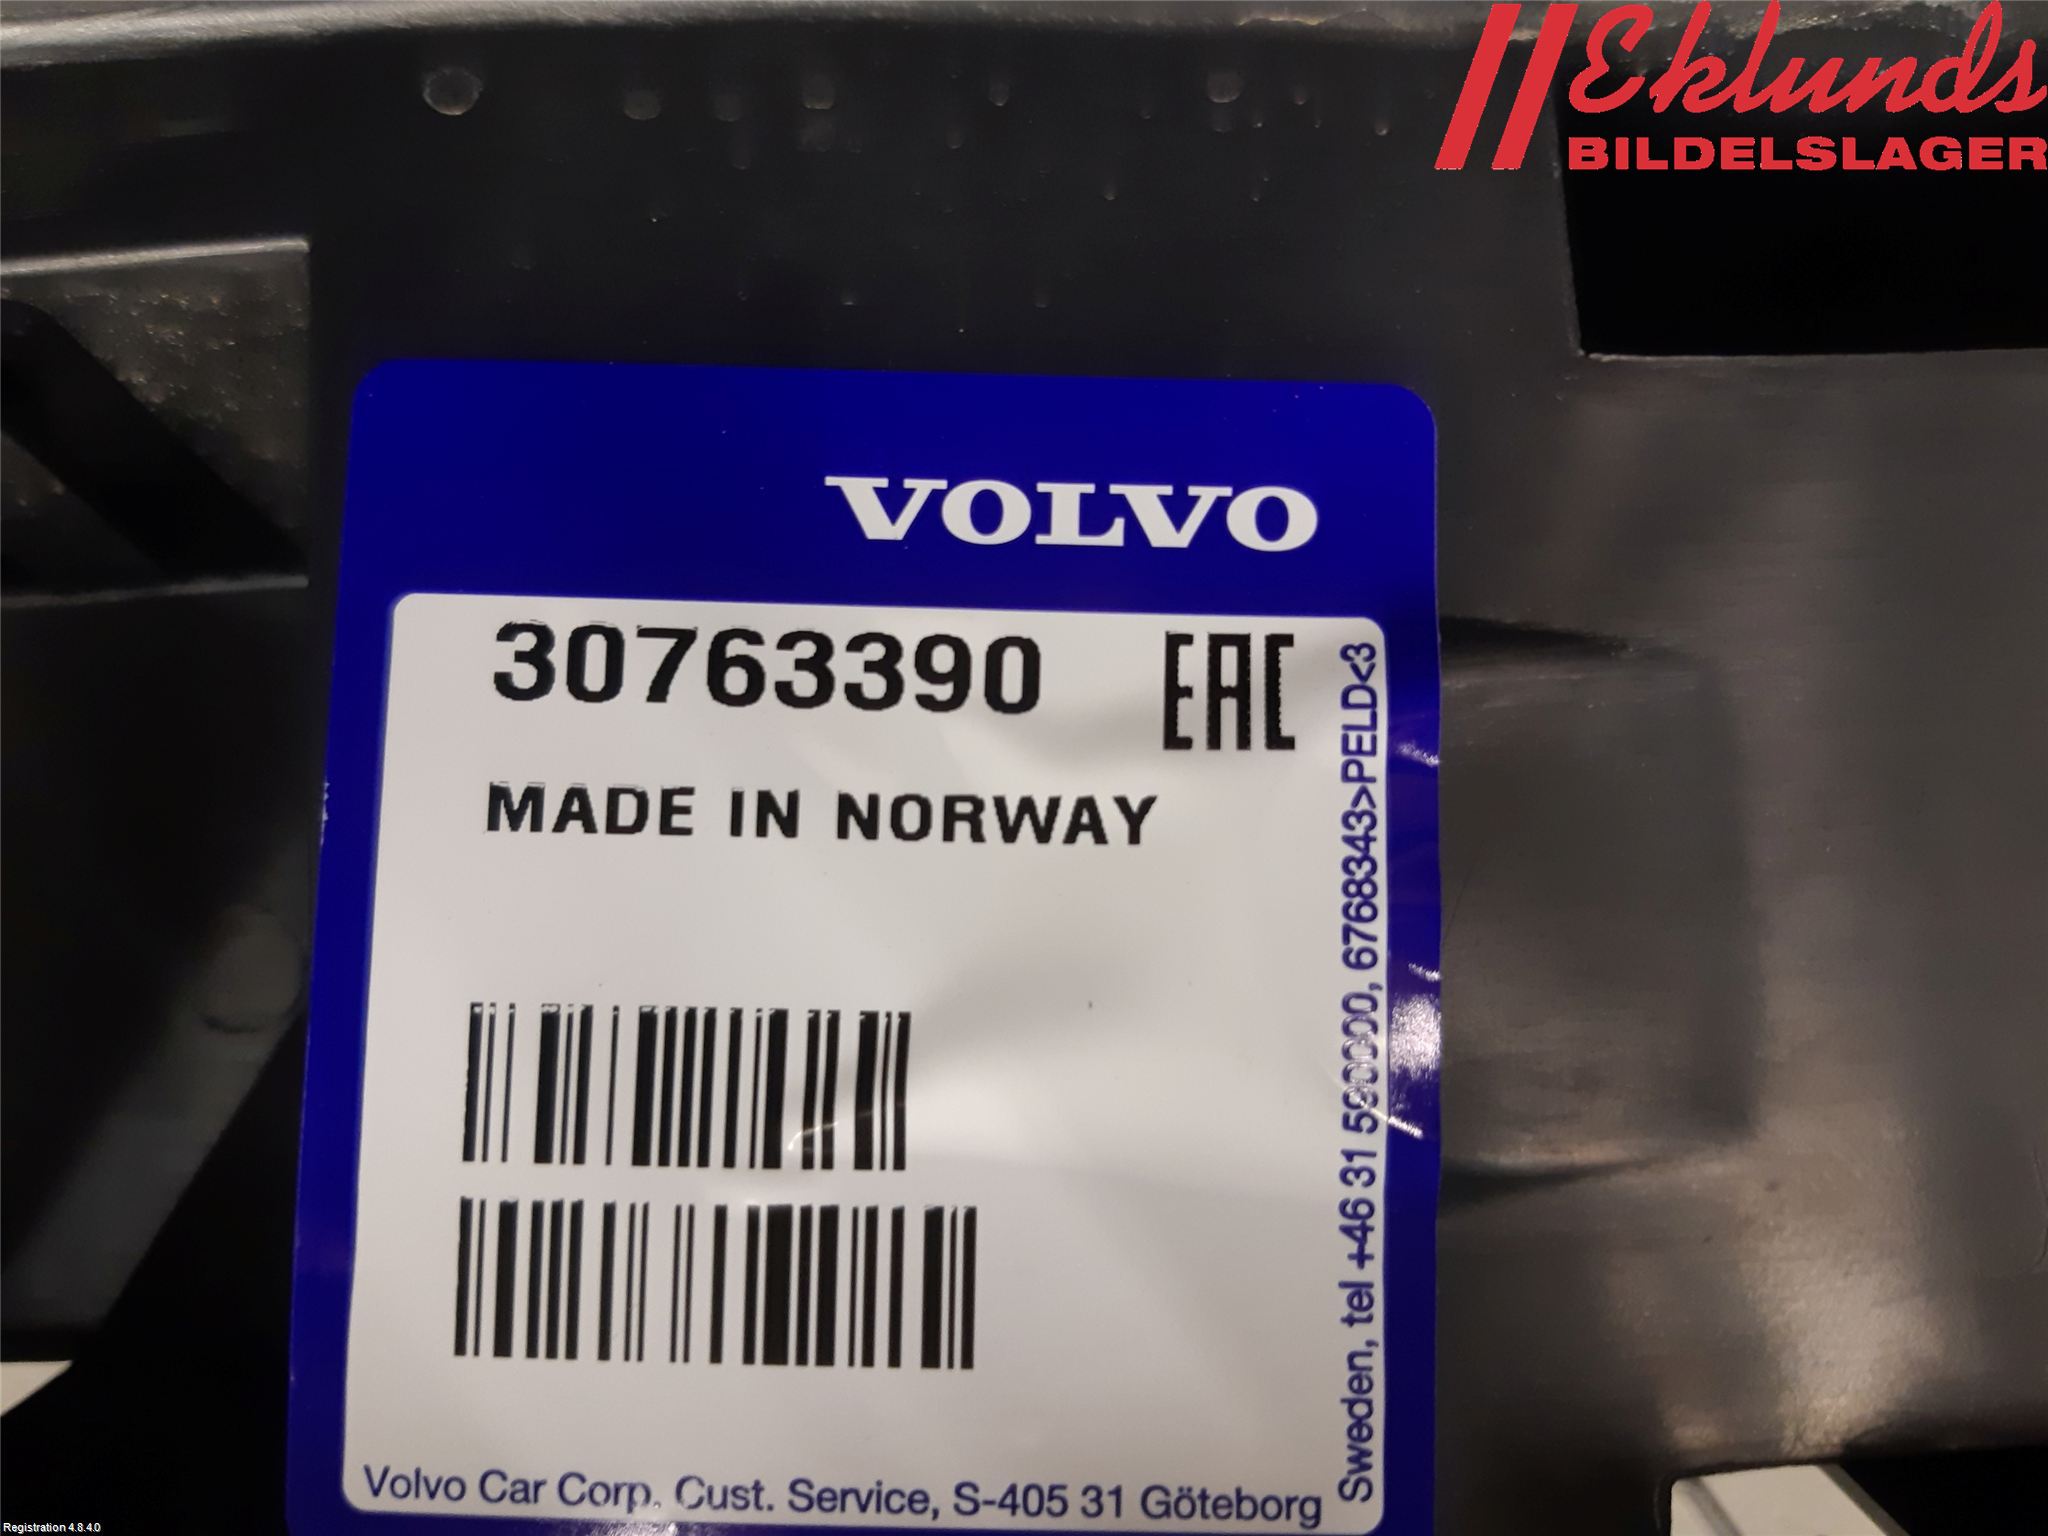 Eklunds
BILDELSLAGER
VOLVO
30763390
EAC
MADE IN NORWAY
Volvo Car Corp. Cust. Service, S-405 31 Göteborg
Sweden, tel +46 31 590000, 6768343>PELD<3
Registration 4.8.4.0